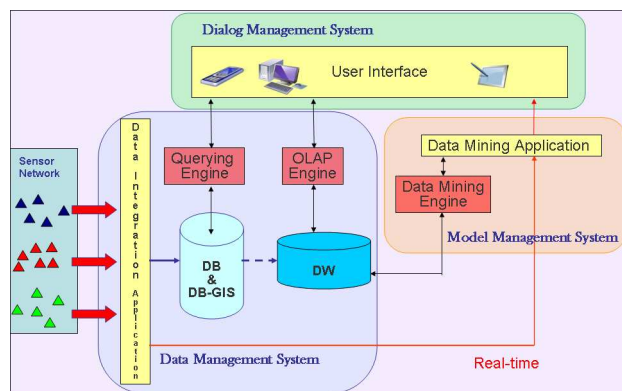 Dialog Management System
User Interface
Data Integration Application
Sensor
Network
Querying
Engine
OLAP
Engine
Data Mining Application
Data Mining
Engine
Model Management System
DB
&
DB-GIS
DW
Data Management System
Real-time